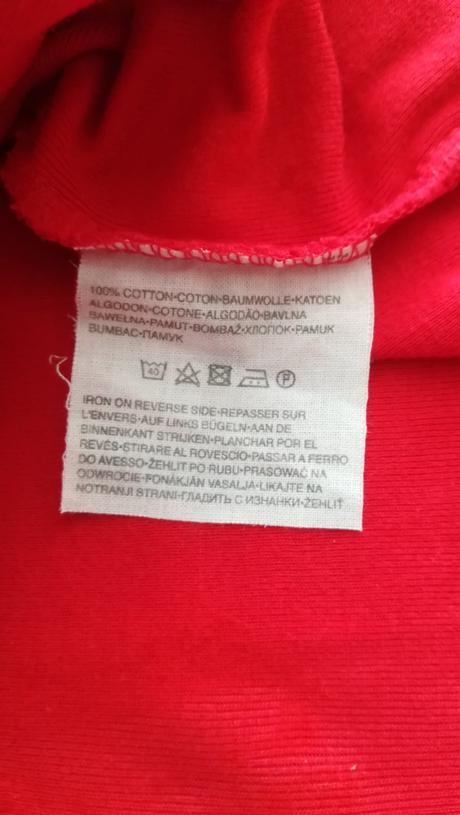 100% COTTON•COTON•BAUMWOLLE•KATOEN
ALGODON•COTONE•ALGODÃO•BAVLNA
BAWEŁNA•PAMUT•BOMBAŽ•ХЛОПОК•PAMUK
BUMBAC•ПАМУК
40 P
IRON ON REVERSE SIDE•REPASSER SUR
L'ENVERS•AUF LINKS BÜGELN•AAN DE
BINNENKANT STRIJKEN•PLANCHAR POR EL
REVÉS•STIRARE AL ROVESCIO•PASSAR A FERRO
DO AVESSO•ŽEHLIT PO RUBU•PRASOWAĆ NA
ODWROCIE•FONÁKJÁN VASALJA•LIKAJTE NA
NOTRANJI STRANI•ГЛАДИТЬ С ИЗНАНКИ•ŽEHLIŤ